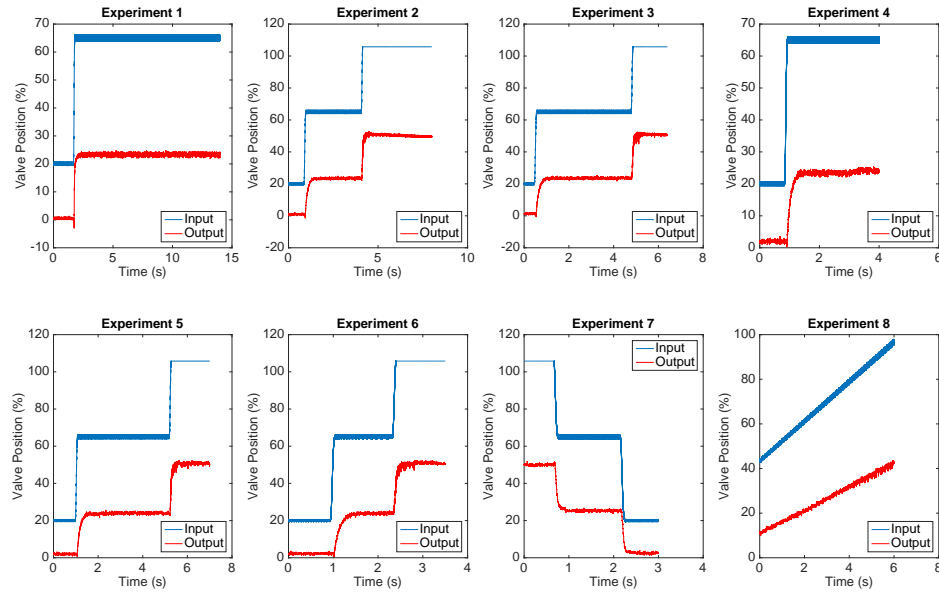 Experiment 1
Valve Position (%)
70
60
50
40
30
20
10
0
-10
0 5 10 15
Time (s)
Input
Output
Experiment 2
Valve Position (%)
120
100
80
60
40
20
0
-20
0 5 10
Time (s)
Input
Output
Experiment 3
Valve Position (%)
120
100
80
60
40
20
0
-20
0 2 4 6 8
Time (s)
Input
Output
Experiment 4
Valve Position (%)
70
60
50
40
30
20
10
0
0 2 4 6
Time (s)
Input
Output
Experiment 5
Valve Position (%)
120
100
80
60
40
20
0
0 2 4 6 8
Time (s)
Input
Output
Experiment 6
Valve Position (%)
120
100
80
60
40
20
0
0 1 2 3 4
Time (s)
Input
Output
Experiment 7
Valve Position (%)
120
100
80
60
40
20
0
0 1 2 3 4
Time (s)
Input
Output
Experiment 8
Valve Position (%)
100
80
60
40
20
0
0 2 4 6 8
Time (s)
Input
Output